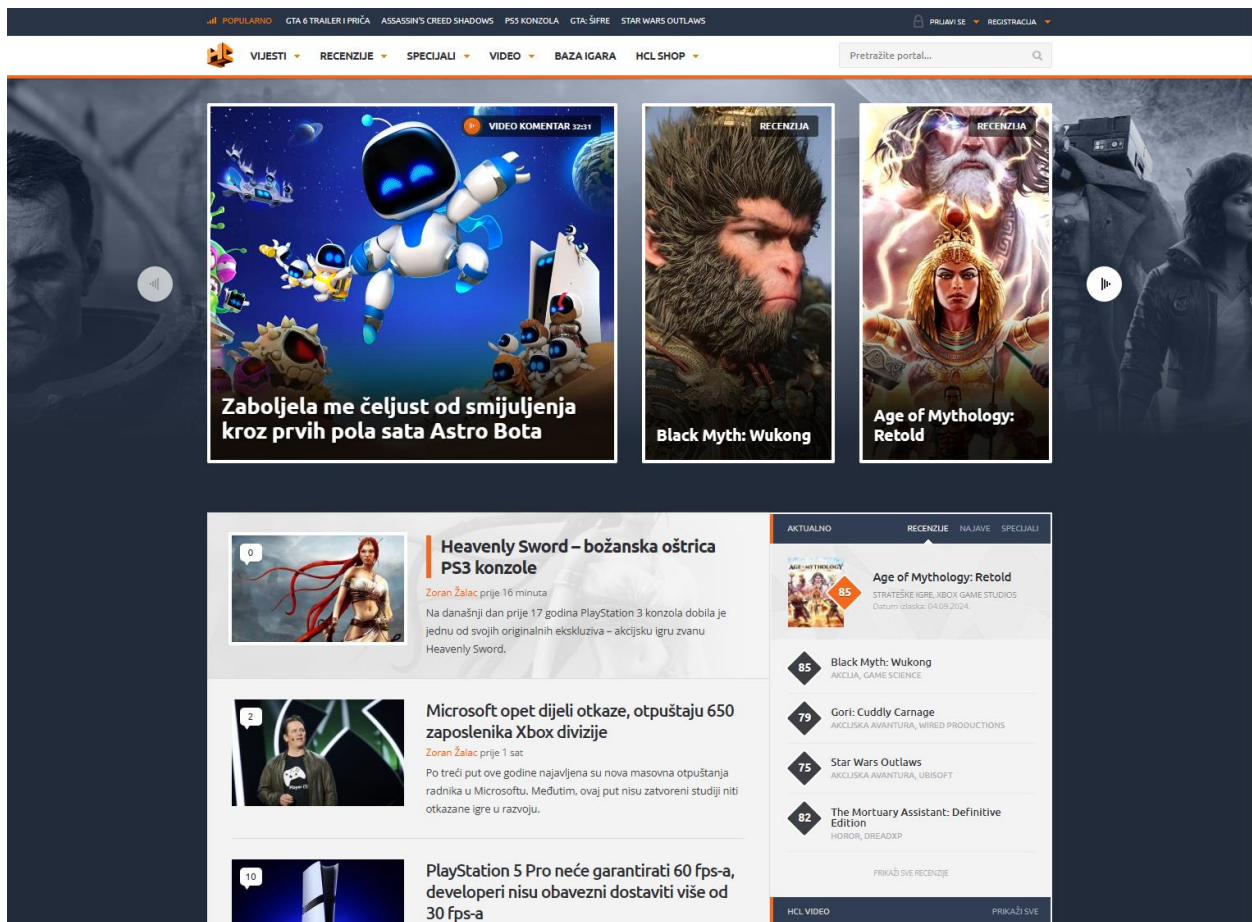 POPULARNO GTA 6 TRAILER I PRIČA ASSASSIN'S CREED SHADOWS PS5 KONZOLA GTA: ŠIFRE STAR WARS OUTLAWS PRIJAVI SE REGISTRACIJA
HC VIJESTI RECENZIJE SPECIJALI VIDEO BAZA IGARA HCL SHOP Pretražite portal...
VIDEO KOMENTAR 32:31
RECENZIJA
RECENZIJA
Zaboljela me čeljust od smijuljenja
kroz prvih pola sata Astro Bota
Black Myth: Wukong
Age of Mythology:
Retold
0
Heavenly Sword – božanska oštrica
PS3 konzole
Zoran Žalac prije 16 minuta
Na današnji dan prije 17 godina PlayStation 3 konzola dobila je
jednu od svojih originalnih ekskluziva – akcijsku igru zvanu
Heavenly Sword.
2
Microsoft opet dijeli otkaze, otpuštaju 650
zaposlenika Xbox divizije
Zoran Žalac prije 1 sat
Po treći put ove godine najavljena su nova masovna otpuštanja
radnika u Microsoftu. Međutim, ovaj put nisu zatvoreni studiji niti
otkazane igre u razvoju.
10
PlayStation 5 Pro neće garantirati 60 fps-a,
developeri nisu obavezni dostaviti više od
30 fps-a
AKTUALNO RECENZIJE NAJAVE SPECIJALI
AGE OF MYTHOLOGY
85
Age of Mythology: Retold
STRATEŠKE IGRE, XBOX GAME STUDIOS
Datum izlaska: 04.09.2024.
85
Black Myth: Wukong
AKCIJA, GAME SCIENCE
79
Gori: Cuddly Carnage
AKCIJSKA AVANTURA, WIRED PRODUCTIONS
75
Star Wars Outlaws
AKCIJSKA AVANTURA, UBISOFT
82
The Mortuary Assistant: Definitive
Edition
HOROR, DREADXP
PRIKAŽI SVE RECENZIJE
HCL VIDEO PRIKAŽI SVE